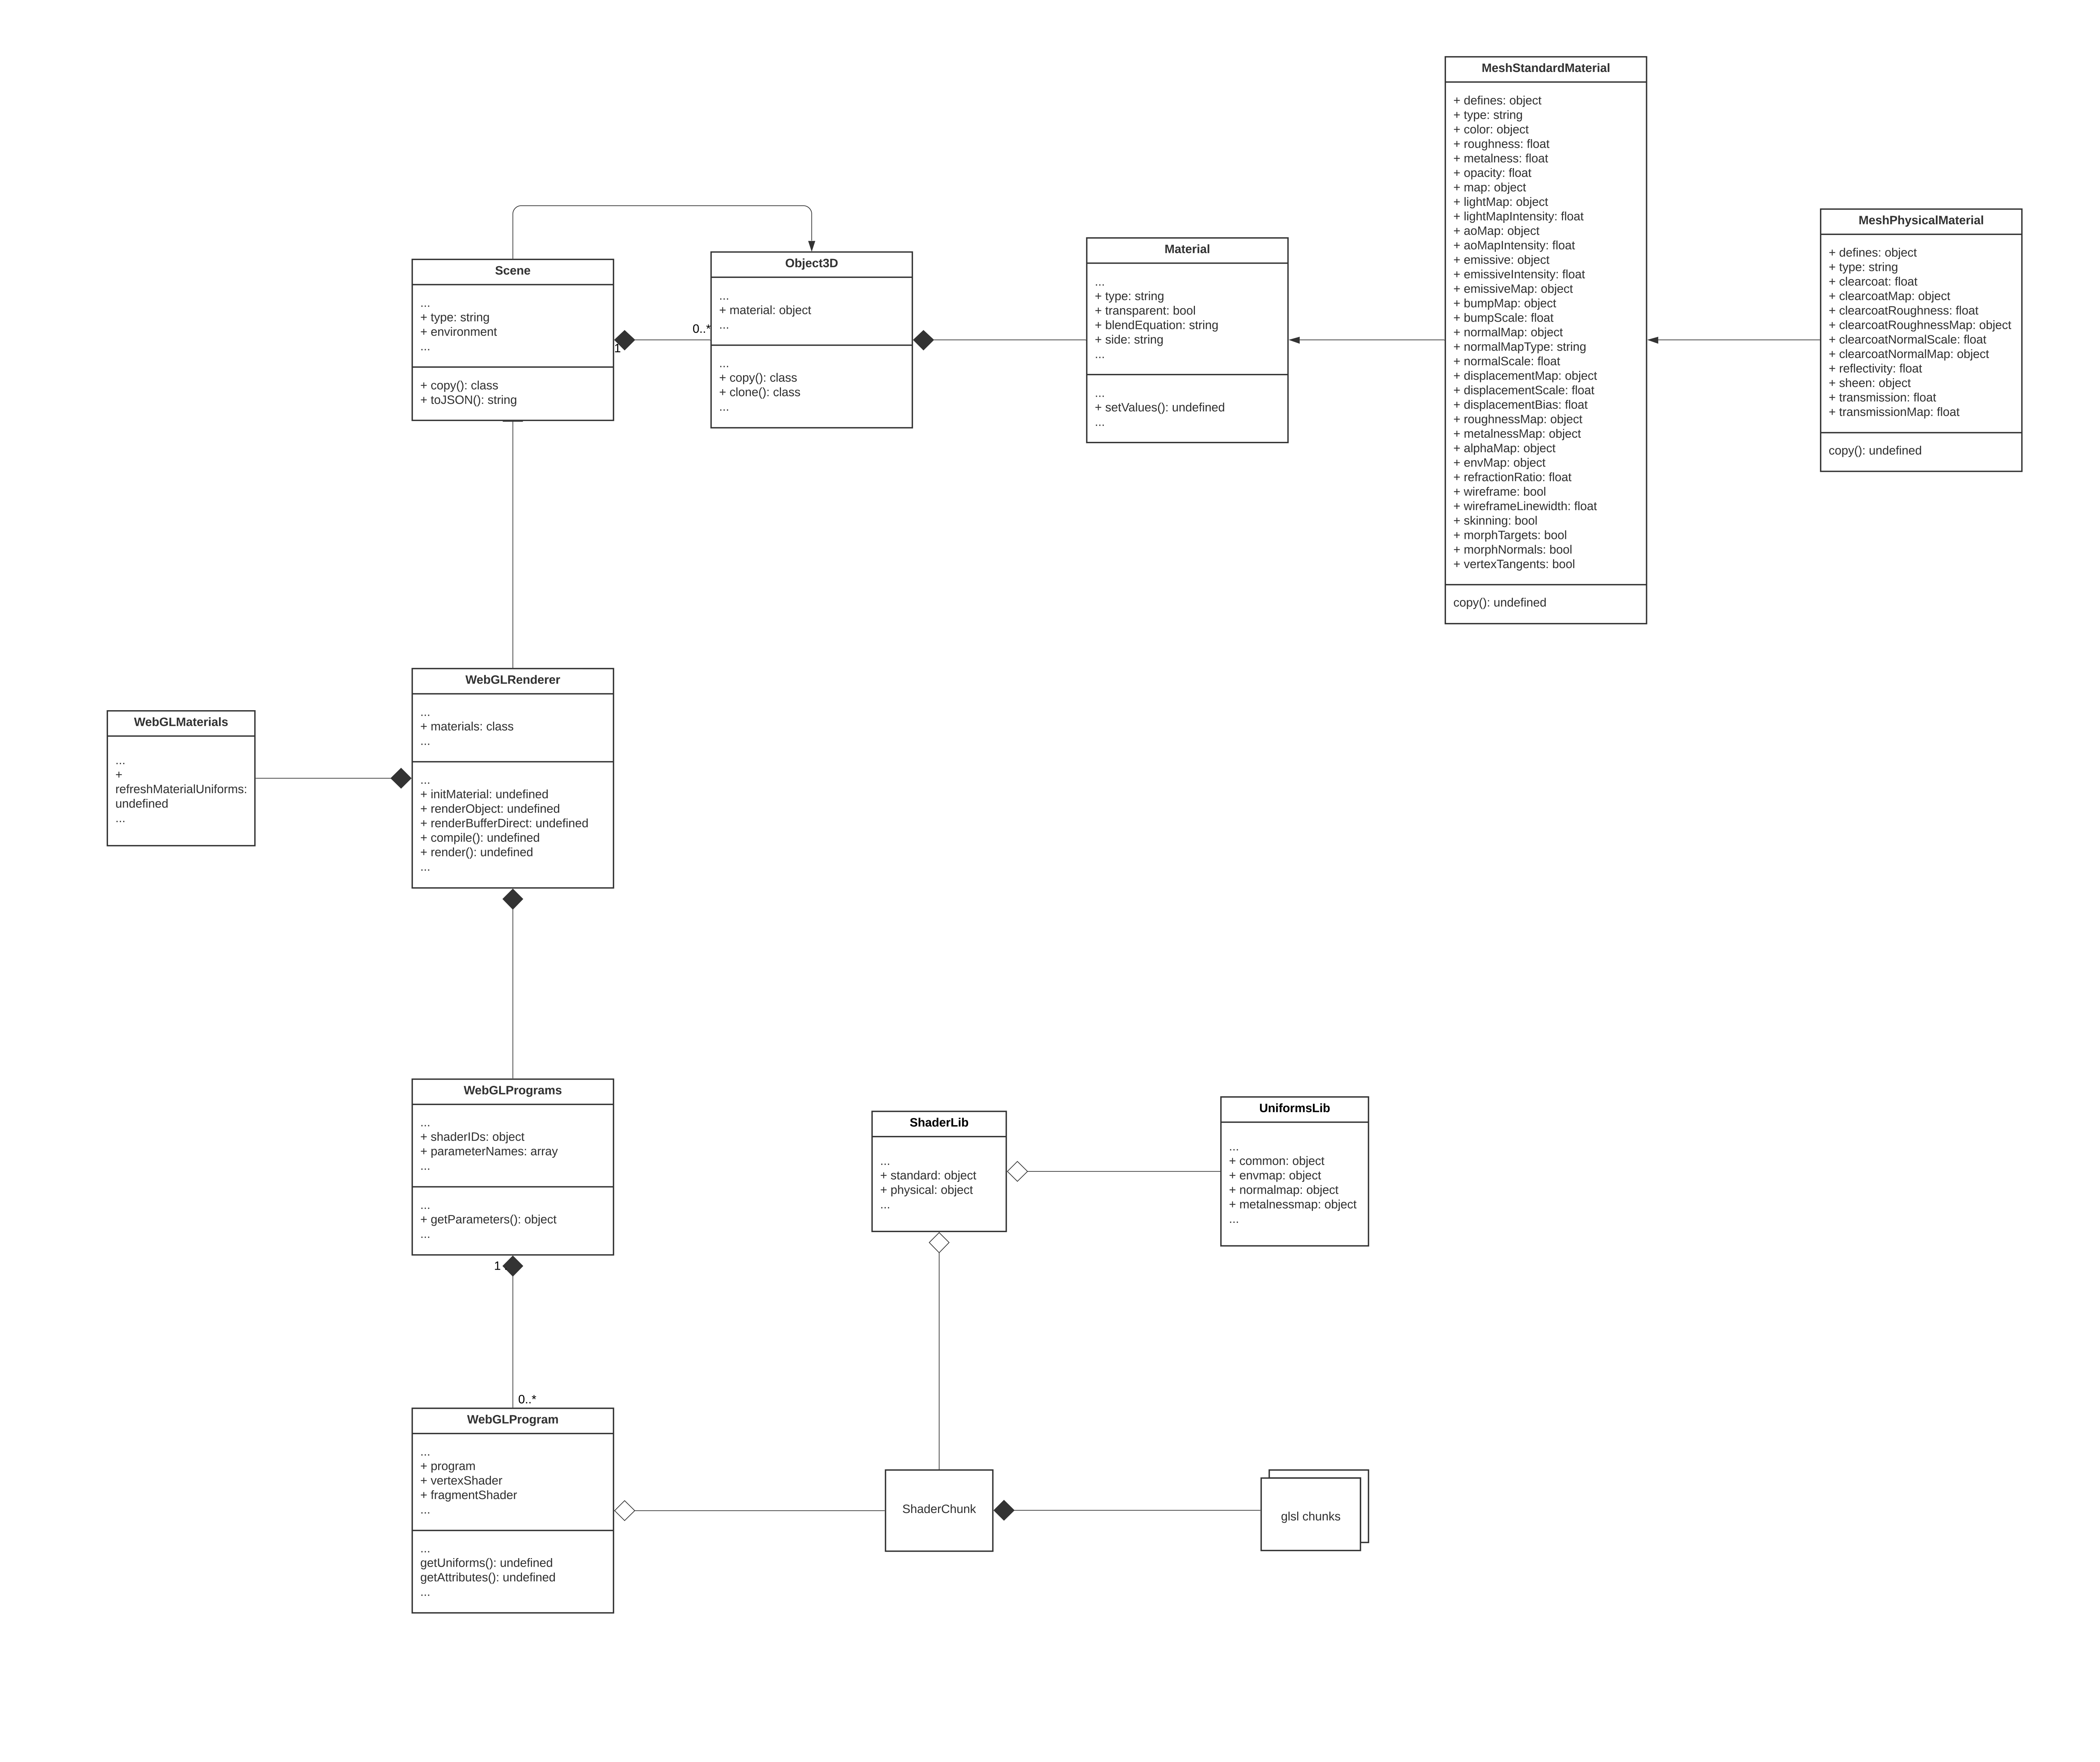 MeshStandardMaterial
+ defines: object
+ type: string
+ color: object
+ roughness: float
+ metalness: float
+ opacity: float
+ map: object
+ lightMap: object
+ lightMapIntensity: float
+ aoMap: object
+ aoMapIntensity: float
+ emissive: object
+ emissiveIntensity: float
+ emissiveMap: object
+ bumpMap: object
+ bumpScale: float
+ normalMap: object
+ normalMapType: string
+ normalScale: float
+ displacementMap: object
+ displacementScale: float
+ displacementBias: float
+ roughnessMap: object
+ metalnessMap: object
+ alphaMap: object
+ envMap: object
+ refractionRatio: float
+ wireframe: bool
+ wireframeLinewidth: float
+ skinning: bool
+ morphTargets: bool
+ morphNormals: bool
+ vertexTangents: bool
copy(): undefined
MeshPhysicalMaterial
+ defines: object
+ type: string
+ clearcoat: float
+ clearcoatMap: object
+ clearcoatRoughness: float
+ clearcoatRoughnessMap: object
+ clearcoatNormalScale: float
+ clearcoatNormalMap: object
+ reflectivity: float
+ sheen: object
+ transmission: float
+ transmissionMap: float
copy(): undefined
Scene
...
+ type: string
+ environment
...
+ copy(): class
+ toJSON(): string
1
0..*
Object3D
...
+ material: object
...
...
+ copy(): class
+ clone(): class
...
Material
...
+ type: string
+ transparent: bool
+ blendEquation: string
+ side: string
...
...
+ setValues(): undefined
...
WebGLMaterials
...
+
refreshMaterialUniforms:
undefined
...
WebGLRenderer
...
+ materials: class
...
...
+ initMaterial: undefined
+ renderObject: undefined
+ renderBufferDirect: undefined
+ compile(): undefined
+ render(): undefined
...
WebGLPrograms
...
+ shaderIDs: object
+ parameterNames: array
...
...
+ getParameters(): object
...
1
0..*
ShaderLib
...
+ standard: object
+ physical: object
...
UniformsLib
...
+ common: object
+ envmap: object
+ normalmap: object
+ metalnessmap: object
...
WebGLProgram
...
+ program
+ vertexShader
+ fragmentShader
...
...
getUniforms(): undefined
getAttributes(): undefined
...
ShaderChunk
glsl chunks